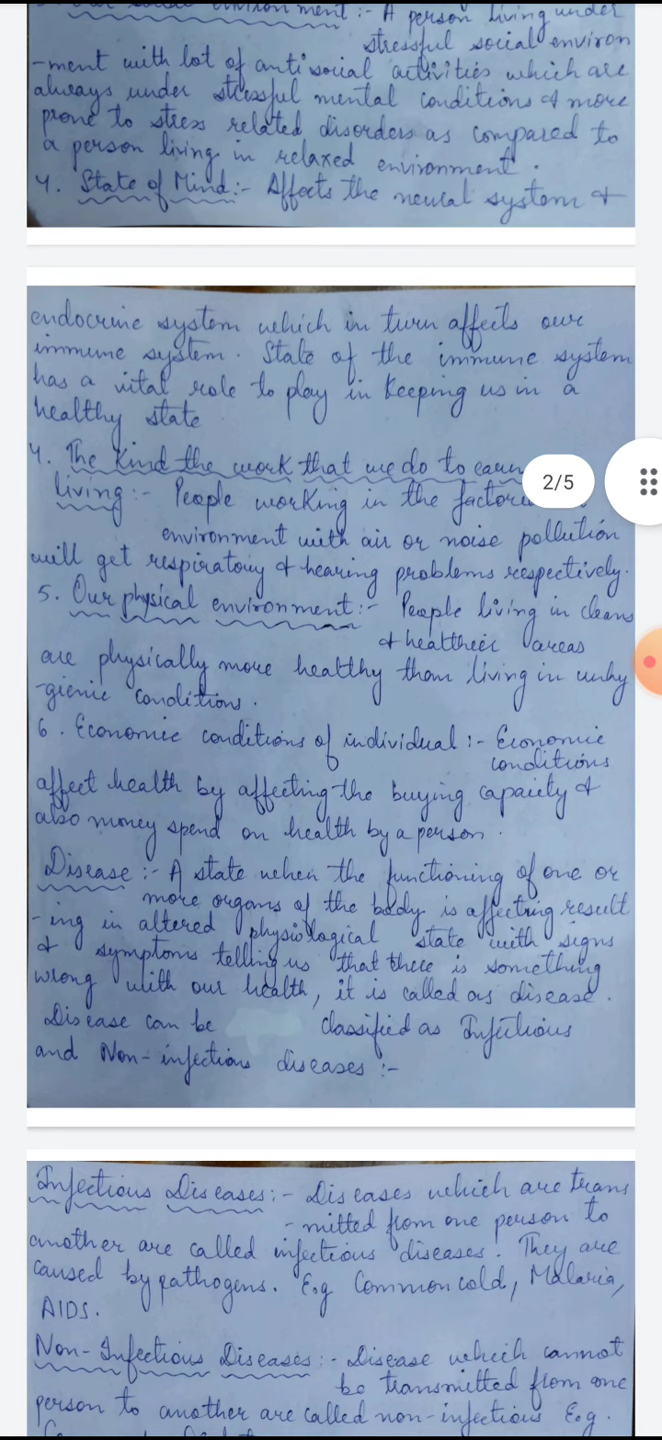 social environment :- A person living under
stressful social environ
-ment with lot of antisocial activities which are
always under stressful mental conditions & more
prone to stress related disorders as compared to
a person living in relaxed environment.
4. State of Mind:- Affects the neural system &
endocrine system which in turn affects our
immune system. State of the immune system
has a vital role to play in keeping us in a
healthy state
4. The kind the work that we do to earn
living:- People working in the
environment with air or noise pollution
will get respiratory & hearing problems respectively.
5. Our physical environment:- People living in cleans
& healtheir areas
are physically more healthy them living in unhy
-gienic conditions.
6. Economic conditions of individual :- Economic
conditions
affect health by affecting the buying capacity &
also money spend on health by a person.
Disease :- A state when the functioning of one or
more organs of the body is affecting result
-ing in altered physiological state with signs
& symptoms telling us that there is something
wrong with our health, it is called as disease.
Disease can be classified as Infectious
and Non-infectious diseases :-
2/5
Infectious Diseases:- Diseases which are trans
-mitted from one person to
another are called infectious diseases. They are
caused by pathogens. E.g Common cold, Malaria,
AIDS.
Non-Infectious Diseases:- Disease which cannot
be transmitted from one
person to another are called non-infectious E.g.